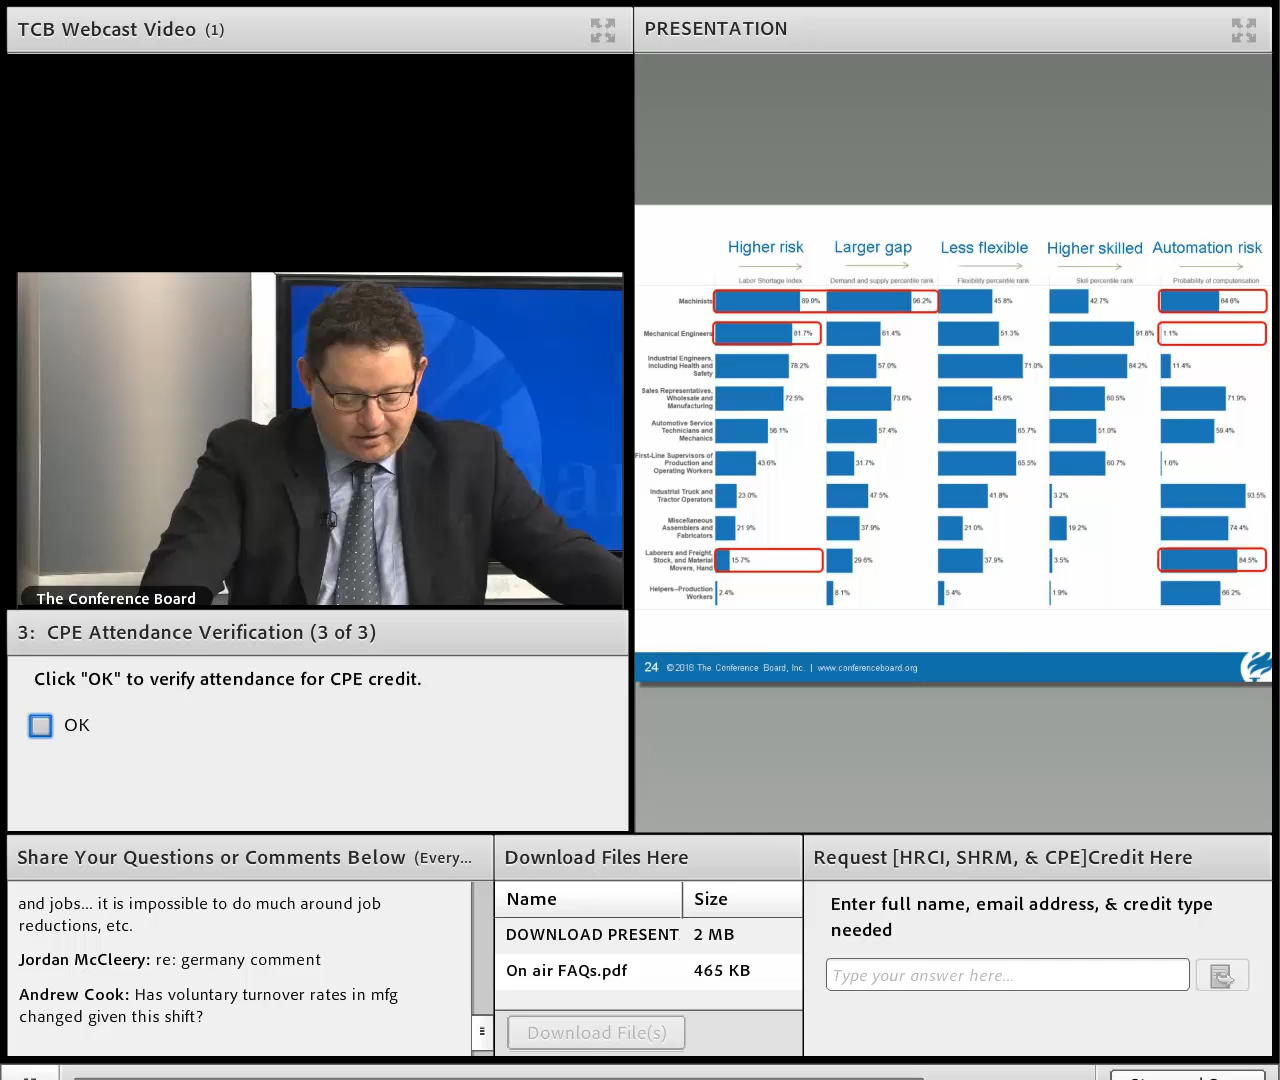 TCB Webcast Video (1)
PRESENTATION
Higher risk Larger gap Less flexible Higher skilled Automation risk
Labor Shortage Index Demand and supply percentile rank Flexibility percentile rank Skill percentile rank Probability of computerisation
Machinists 89.9% 96.2% 45.8% 42.7% 64.6%
Mechanical Engineers 81.7% 61.4% 51.3% 91.8% 1.1%
Industrial Engineers,
Including Health and
Safety
78.2% 57.0% 71.0% 84.2% 11.4%
Sales Representatives,
Wholesale and
Manufacturing
72.5% 73.6% 45.6% 60.5% 71.9%
Automotive Service
Technicians and
Mechanics
56.1% 57.4% 65.7% 51.0% 59.4%
First-Line Supervisors of
Production and
Operating Workers
43.6% 31.7% 65.5% 60.7% 1.6%
Industrial Truck and
Tractor Operators
23.0% 47.5% 41.8% 3.2% 93.5%
Miscellaneous
Assemblers and
Fabricators
21.9% 37.9% 21.0% 19.2% 74.4%
Laborers and Freight,
Stock, and Material
Movers, Hand
15.7% 29.6% 37.9% 3.5% 84.5%
Helpers--Production
Workers
2.4% 8.1% 5.4% 1.9% 66.2%
24 ©2018 The Conference Board, Inc. | www.conferenceboard.org
The Conference Board
3: CPE Attendance Verification (3 of 3)
Click "OK" to verify attendance for CPE credit.
OK
Share Your Questions or Comments Below (Every...
and jobs... it is impossible to do much around job
reductions, etc.
Jordan McCleery: re: germany comment
Andrew Cook: Has voluntary turnover rates in mfg
changed given this shift?
Download Files Here
Name Size
DOWNLOAD PRESENT 2 MB
On air FAQs.pdf 465 KB
Download File(s)
Request [HRCI, SHRM, & CPE]Credit Here
Enter full name, email address, & credit type
needed
Type your answer here...